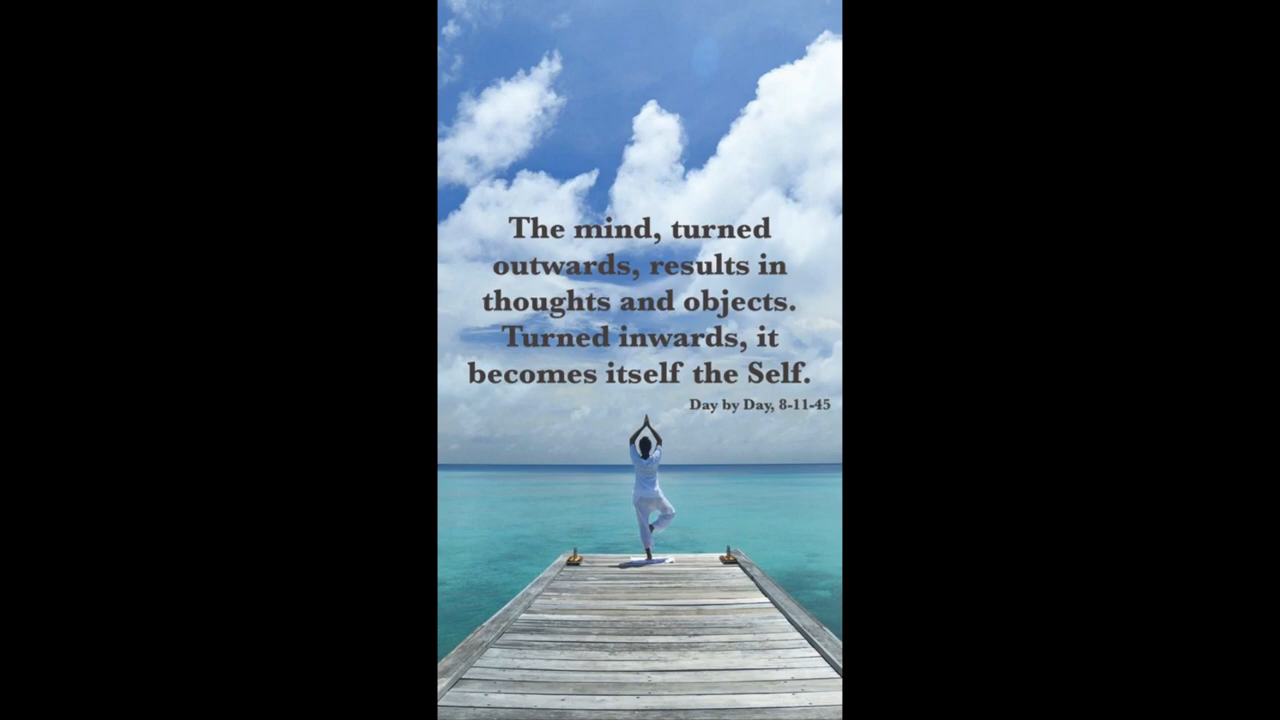 The mind, turned
outwards, results in
thoughts and objects.
Turned inwards, it
becomes itself the Self.
Day by Day, 8-11-45